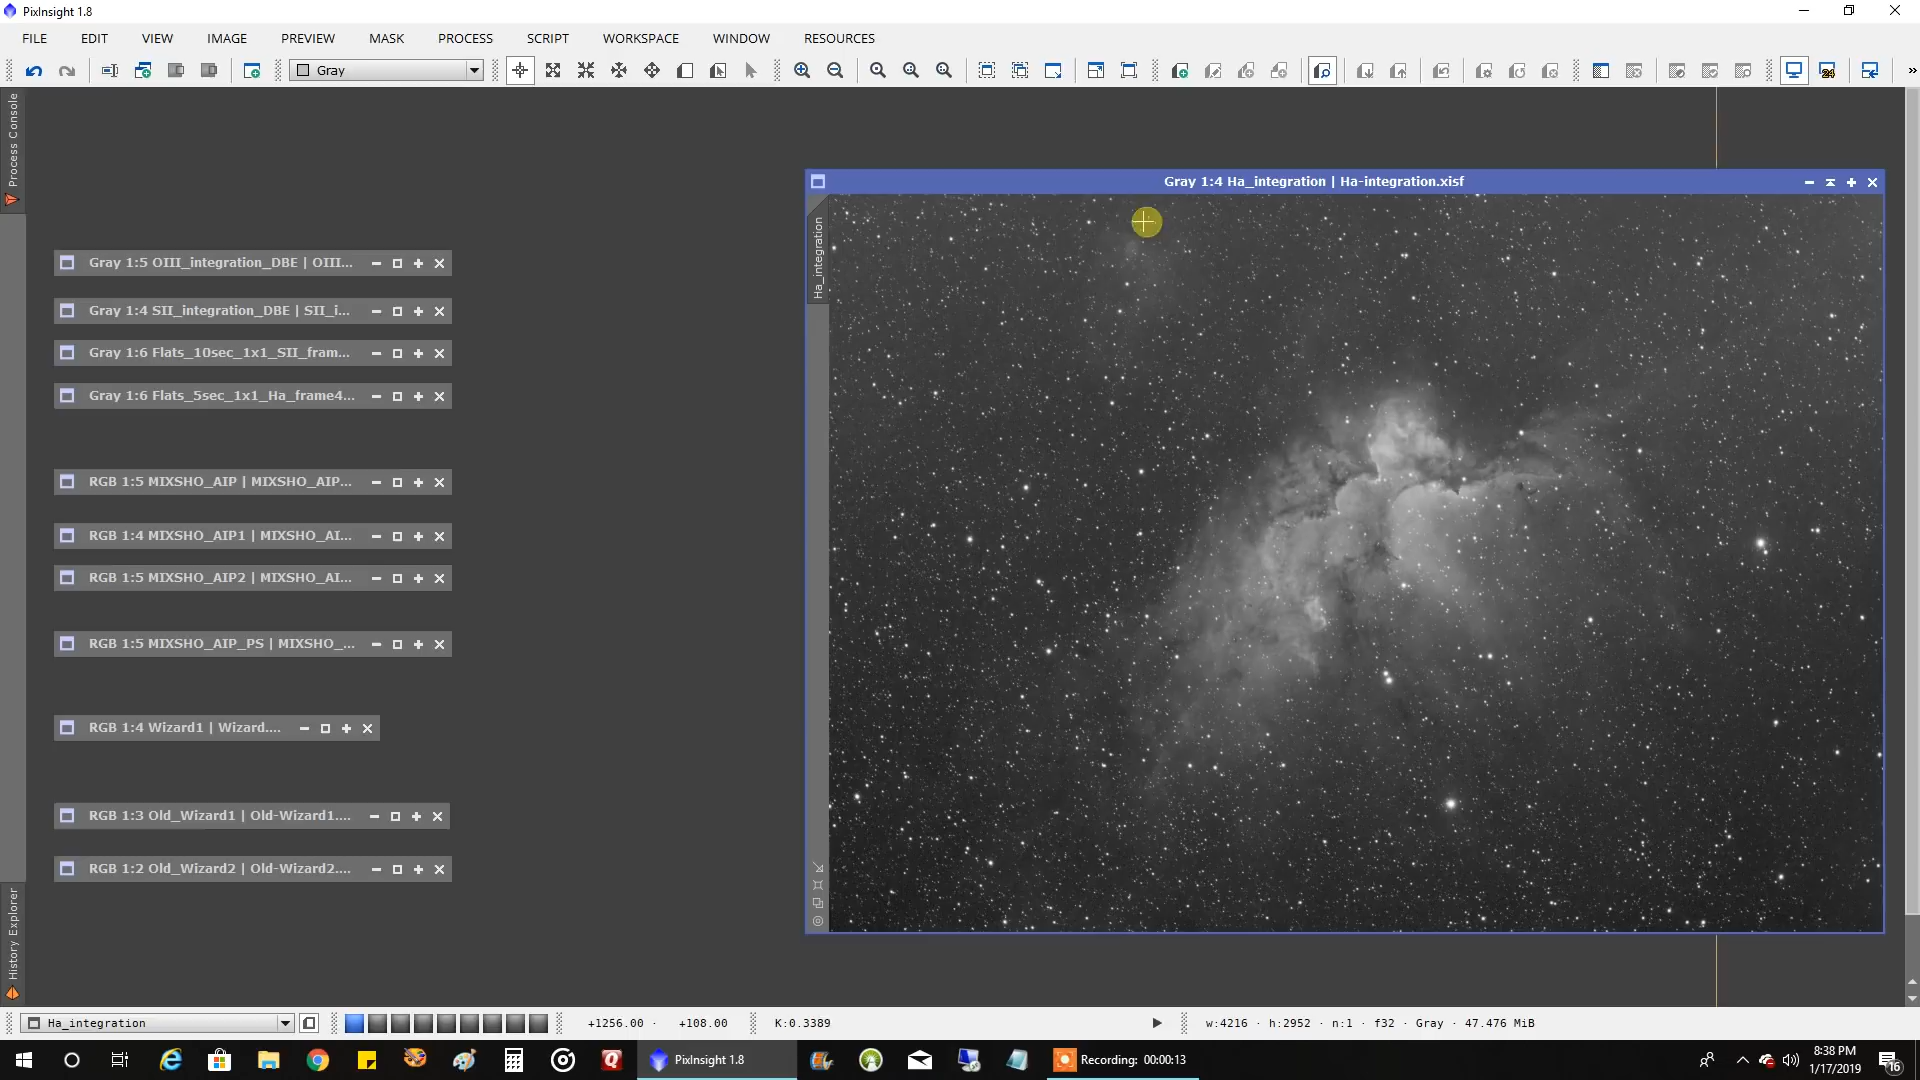 PixInsight 1.8
FILE EDIT VIEW IMAGE PREVIEW MASK PROCESS SCRIPT WORKSPACE WINDOW RESOURCES
Gray
24
Process Console
Gray 1:4 Ha_integration | Ha-integration.xisf
Ha_integration
Gray 1:5 OIII_integration_DBE | OIII...
Gray 1:4 SII_integration_DBE | SII_i...
Gray 1:6 Flats_10sec_1x1_SII_fram...
Gray 1:6 Flats_5sec_1x1_Ha_frame4...
RGB 1:5 MIXSHO_AIP | MIXSHO_AIP...
RGB 1:4 MIXSHO_AIP1 | MIXSHO_AI...
RGB 1:5 MIXSHO_AIP2 | MIXSHO_AI...
RGB 1:5 MIXSHO_AIP_PS | MIXSHO_...
RGB 1:4 Wizard1 | Wizard....
RGB 1:3 Old_Wizard1 | Old-Wizard1....
RGB 1:2 Old_Wizard2 | Old-Wizard2....
History Explorer
Ha_integration
+1256.00 · +108.00 K:0.3389
w:4216 · h:2952 · n:1 · f32 · Gray · 47.476 MiB
PixInsight 1.8
Recording: 00:00:13
8:38 PM
1/17/2019
16